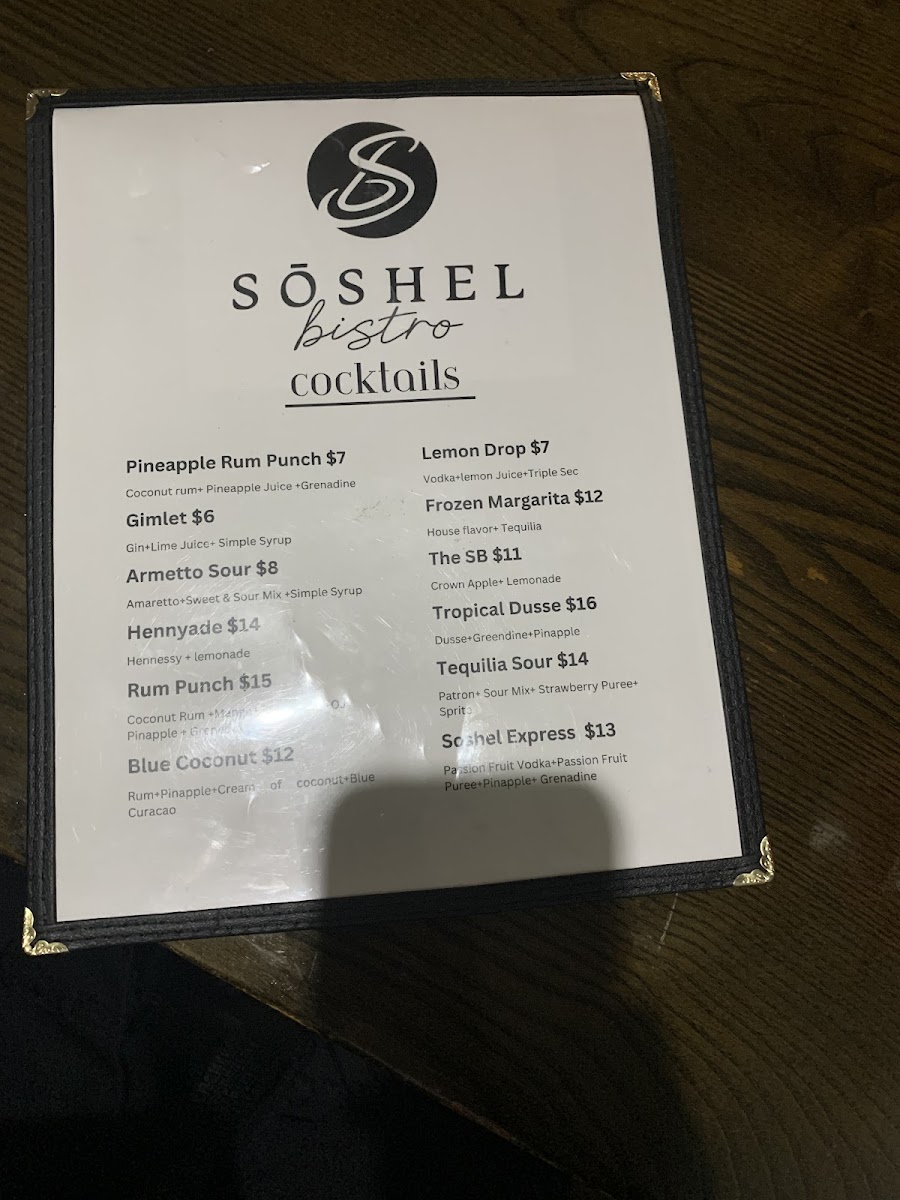 SŌSHEL
bistro
cocktails
Pineapple Rum Punch $7
Coconut rum+ Pineapple Juice +Grenadine
Gimlet $6
Gin+Lime Juice+ Simple Syrup
Armetto Sour $8
Amaretto+Sweet & Sour Mix +Simple Syrup
Hennyade $14
Hennessy + lemonade
Rum Punch $15
Coconut Rum OJ
Pinapple +
Blue Coconut $12
Rum+Pinapple+Cream of coconut+Blue
Curacao
Lemon Drop $7
Vodka+lemon Juice+Triple Sec
Frozen Margarita $12
House flavor+ Tequilia
The SB $11
Crown Apple+ Lemonade
Tropical Dusse $16
Dusse+Greendine+Pinapple
Tequilia Sour $14
Patron+ Sour Mix+ Strawberry Puree+
Sprite
Soshel Express $13
Passion Fruit Vodka+Passion Fruit
Puree+Pinapple+ Grenadine